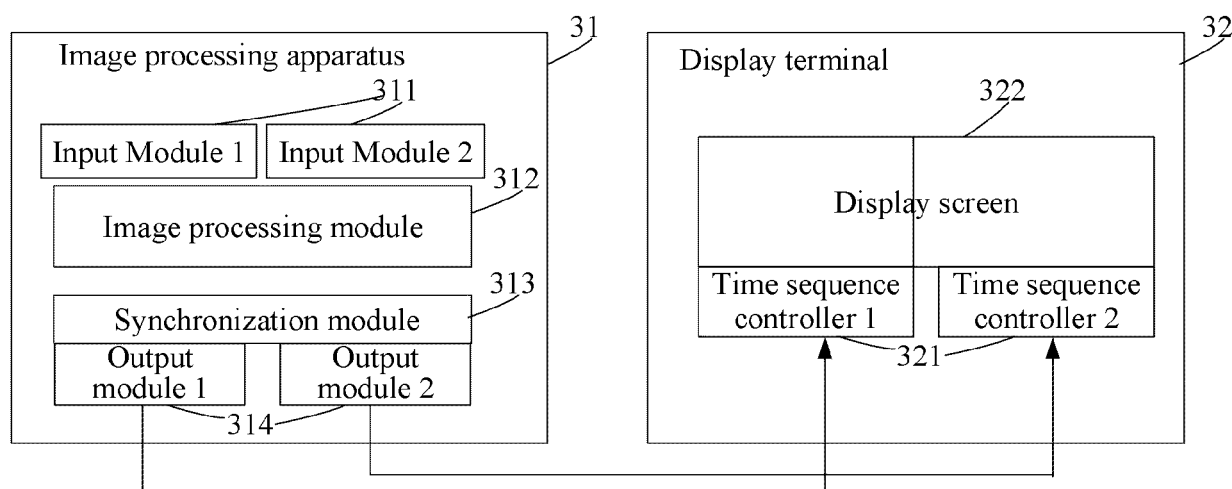 31
Image processing apparatus
311
Input Module 1
Input Module 2
312
Image processing module
313
Synchronization module
Output
module 1
Output
module 2
314
32
Display terminal
322
Display screen
Time sequence
controller 1
Time sequence
controller 2
321